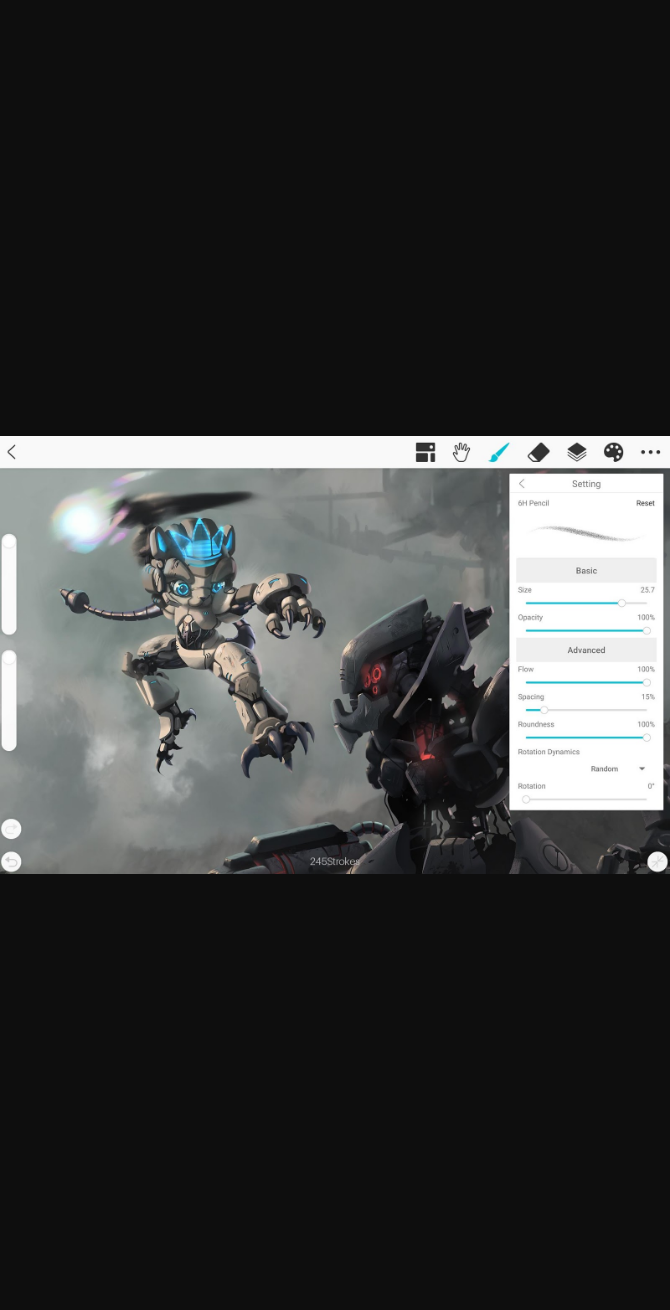 Setting
6H Pencil Reset
Basic
Size 25.7
Opacity 100%
Advanced
Flow 100%
Spacing 15%
Roundness 100%
Rotation Dynamics
Random
Rotation 0°
245Strokes